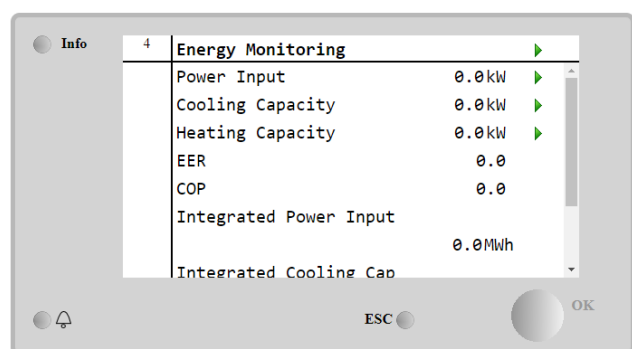 Info
4 Energy Monitoring
Power Input 0.0kW
Cooling Capacity 0.0kW
Heating Capacity 0.0kW
EER 0.0
COP 0.0
Integrated Power Input
0.0MWh
Integrated Cooling Cap
ESC OK